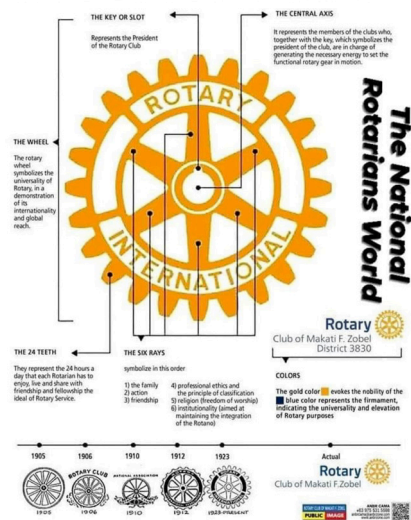 THE KEY OR SLOT
Represents the President
of the Rotary Club
THE CENTRAL AXIS
It represents the members of the clubs who,
together with the key, which symbolizes the
president of the club, are in charge of
generating the necessary energy to set the
functional rotary gear in motion.
The National
Rotarians World
ROTARY
INTERNATIONAL
THE WHEEL
The rotary
wheel
symbolizes the
universality of
Rotary, in a
demonstration
of its
internationality
and global
reach.
Rotary
Club of Makati F. Zobel
District 3830
THE 24 TEETH
They represent the 24 hours a
day that each Rotarian has to
enjoy, live and share with
friendship and fellowship the
ideal of Rotary Service.
THE SIX RAYS
symbolize in this order
1) the family
2) action
3) friendship
4) professional ethics and
the principle of classification
5) religion (freedom of worship)
6) institutionality (aimed at
maintaining the integration
of the Rotano)
COLORS
The gold color evokes the nobility of the
blue color represents the firmament,
indicating the universality and elevation
of Rotary purposes
1905 1906 1910 1912 1923 Actual
ROTARY CLUB
NATIONAL ASSOCIATION
1905 1906 1910 1912 1923-PRESENT
Rotary
Club of Makati F.Zobel
ROTARY CLUB OF MAKATI F. ZOBEL
PUBLIC IMAGE